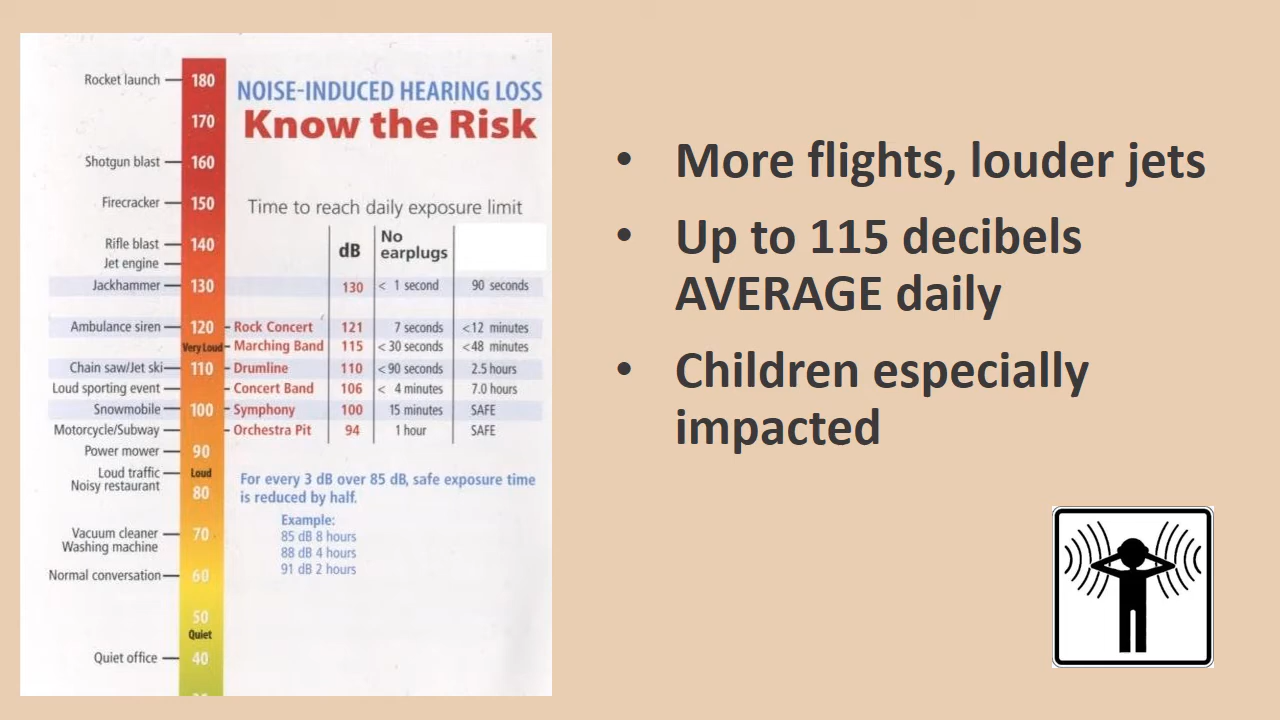 Rocket launch
Shotgun blast
Firecracker
Rifle blast
Jet engine
Jackhammer
Ambulance siren
Chain saw/Jet ski
Loud sporting event
Snowmobile
Motorcycle/Subway
Power mower
Loud traffic
Noisy restaurant
Vacuum cleaner
Washing machine
Normal conversation
Quiet office
180
170
160
150
140
130
120
Very Loud
110
100
90
Loud
80
70
60
50
Quiet
40
NOISE-INDUCED HEARING LOSS
Know the Risk
Time to reach daily exposure limit
dB No earplugs
130 < 1 second 90 seconds
Rock Concert 121 7 seconds <12 minutes
Marching Band 115 <30 seconds <48 minutes
Drumline 110 <90 seconds 2.5 hours
Concert Band 106 < 4 minutes 7.0 hours
Symphony 100 15 minutes SAFE
Orchestra Pit 94 1 hour SAFE
For every 3 dB over 85 dB, safe exposure time
is reduced by half.
Example:
85 dB 8 hours
88 dB 4 hours
91 dB 2 hours
• More flights, louder jets
• Up to 115 decibels
AVERAGE daily
• Children especially
impacted